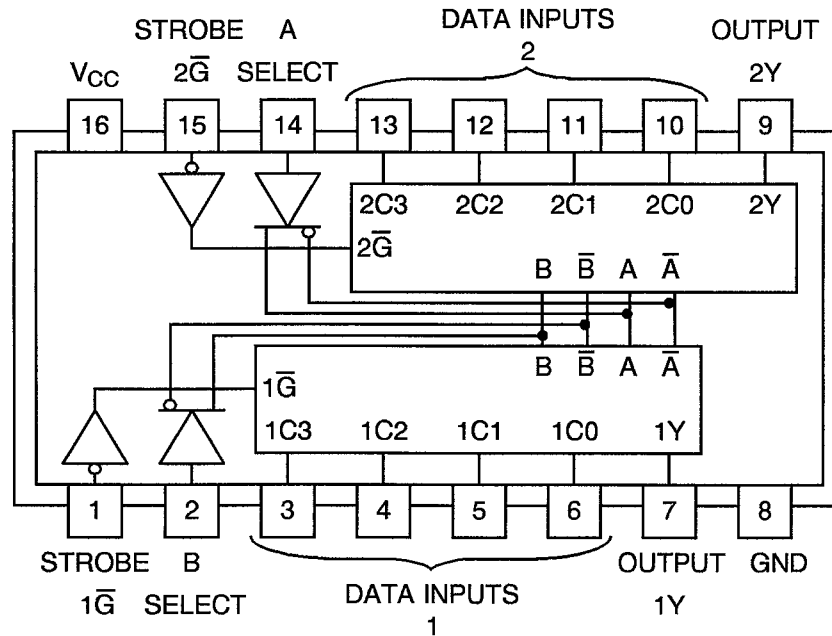 STROBE A DATA INPUTS OUTPUT
VCC 2G̅ SELECT 2 2Y
16 15 14 13 12 11 10 9
2C3 2C2 2C1 2C0 2Y
2G̅
B B̅ A A̅
B B̅ A A̅
1G̅
1C3 1C2 1C1 1C0 1Y
1 2 3 4 5 6 7 8
STROBE B DATA INPUTS OUTPUT GND
1G̅ SELECT 1 1Y